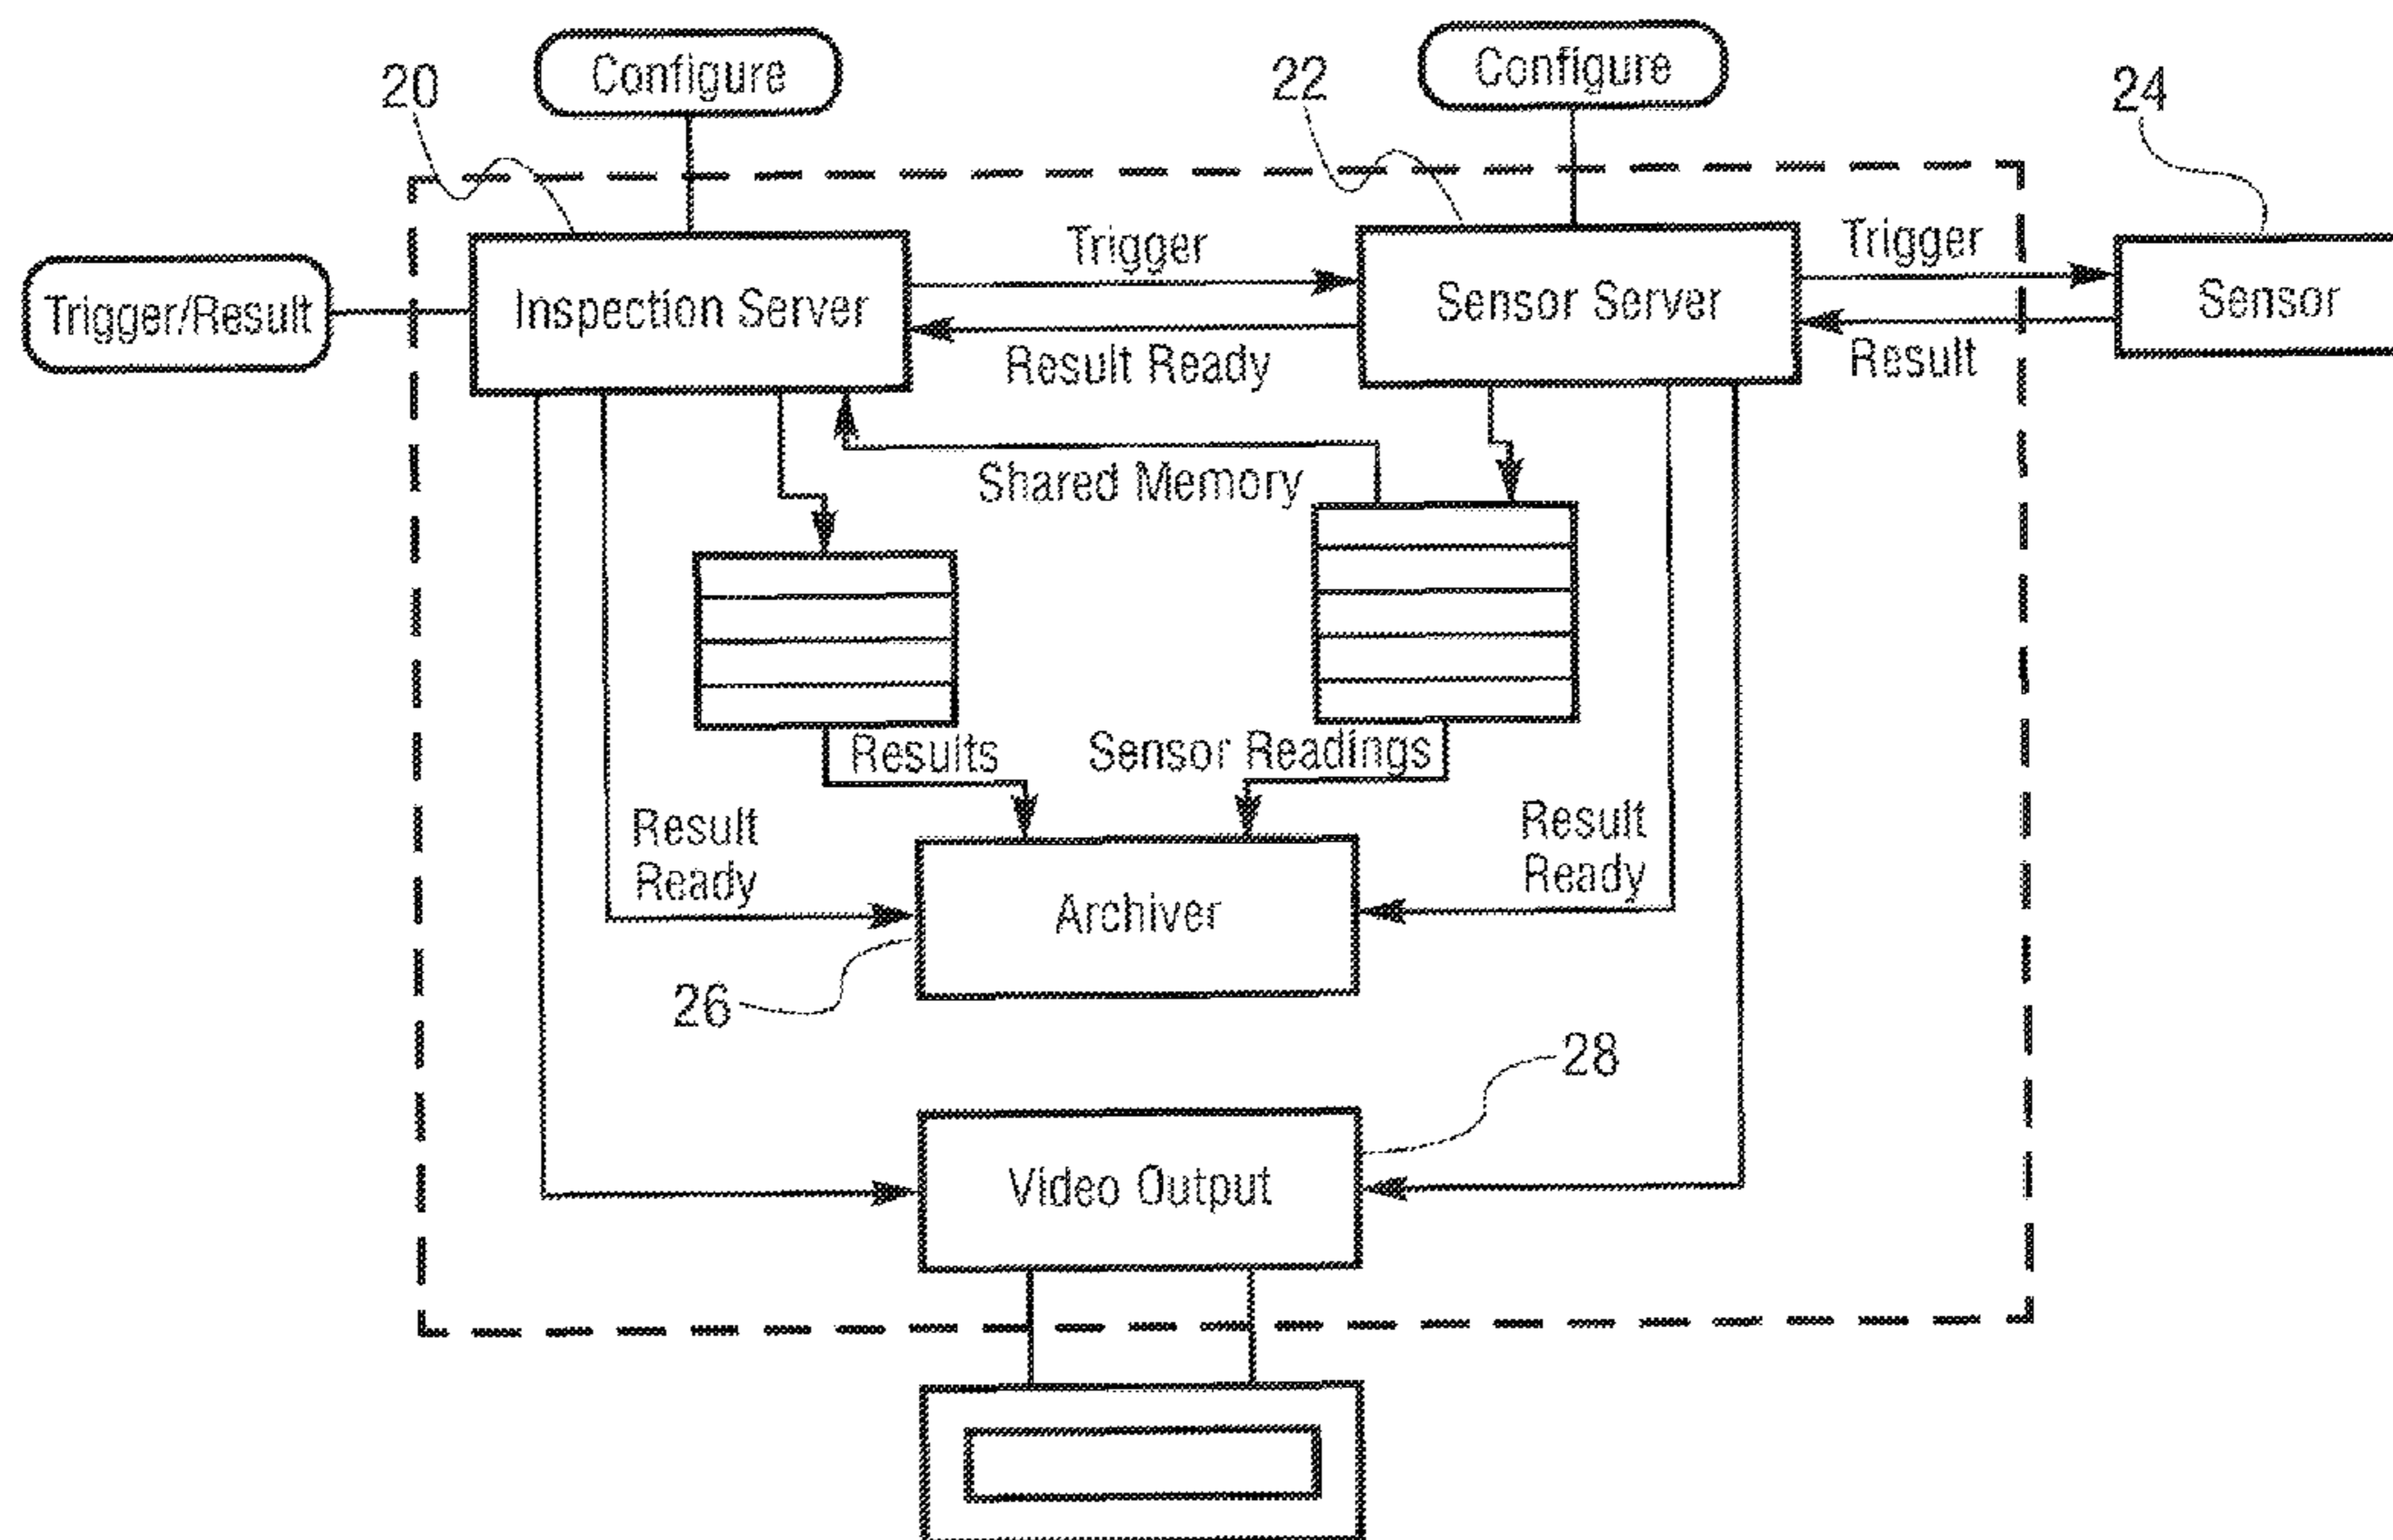 Configure
Configure
20
22
24
Trigger/Result
Inspection Server
Trigger
Result Ready
Sensor Server
Trigger
Result
Sensor
Shared Memory
Results
Sensor Readings
Result
Ready
Result
Ready
Archiver
26
28
Video Output